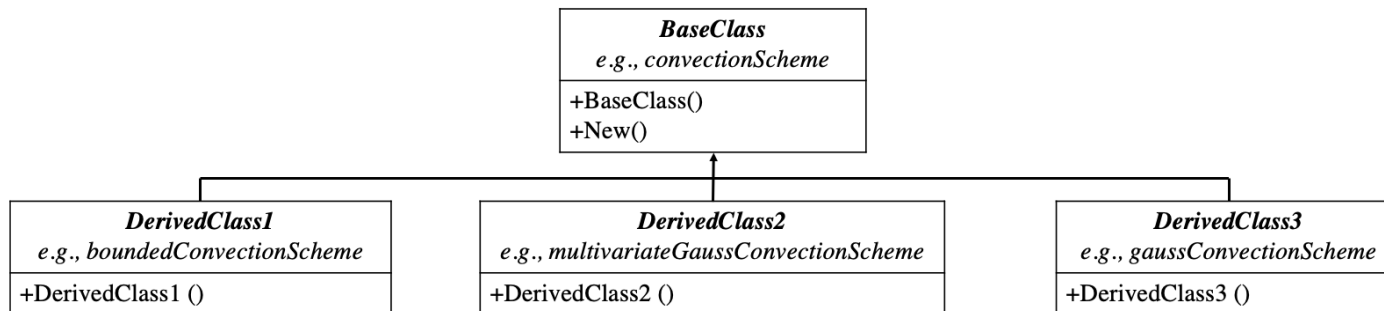 BaseClass
e.g., convectionScheme
+BaseClass()
+New()
DerivedClass1
e.g., boundedConvectionScheme
+DerivedClass1 ()
DerivedClass2
e.g., multivariateGaussConvectionScheme
+DerivedClass2 ()
DerivedClass3
e.g., gaussConvectionScheme
+DerivedClass3 ()